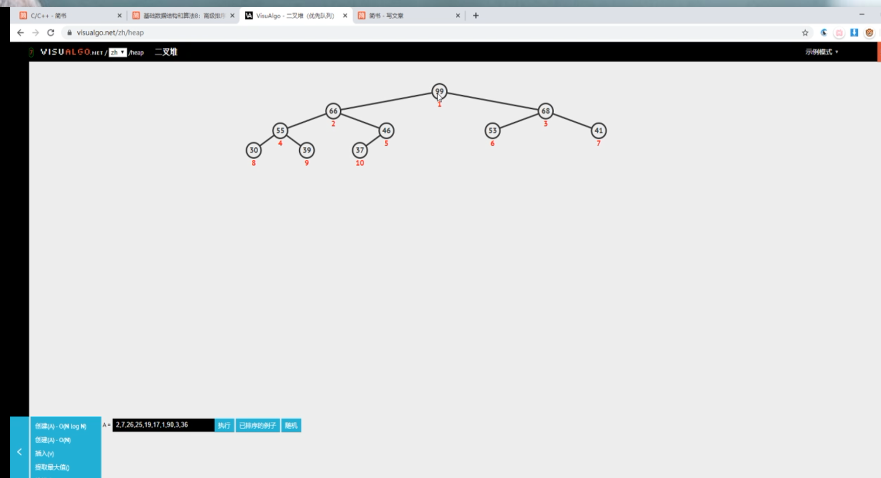 C/C++ - 简书
基础数据结构和算法8：
VisuAlgo - 二叉堆（优先队列）
简书 - 写文章
visualgo.net/zh/heap
VISUALGO.NET / zh /heap 二叉堆
示例模式
99
1
66 68
2 3
55 46 53 41
4 5 6 7
30 39 37
8 9 10
创建(A) - O(N log N)
A = 2,7,26,25,19,17,1,90,3,36 执行 已排序的例子 随机
创建(A) - O(N)
插入(v)
提取最大值()